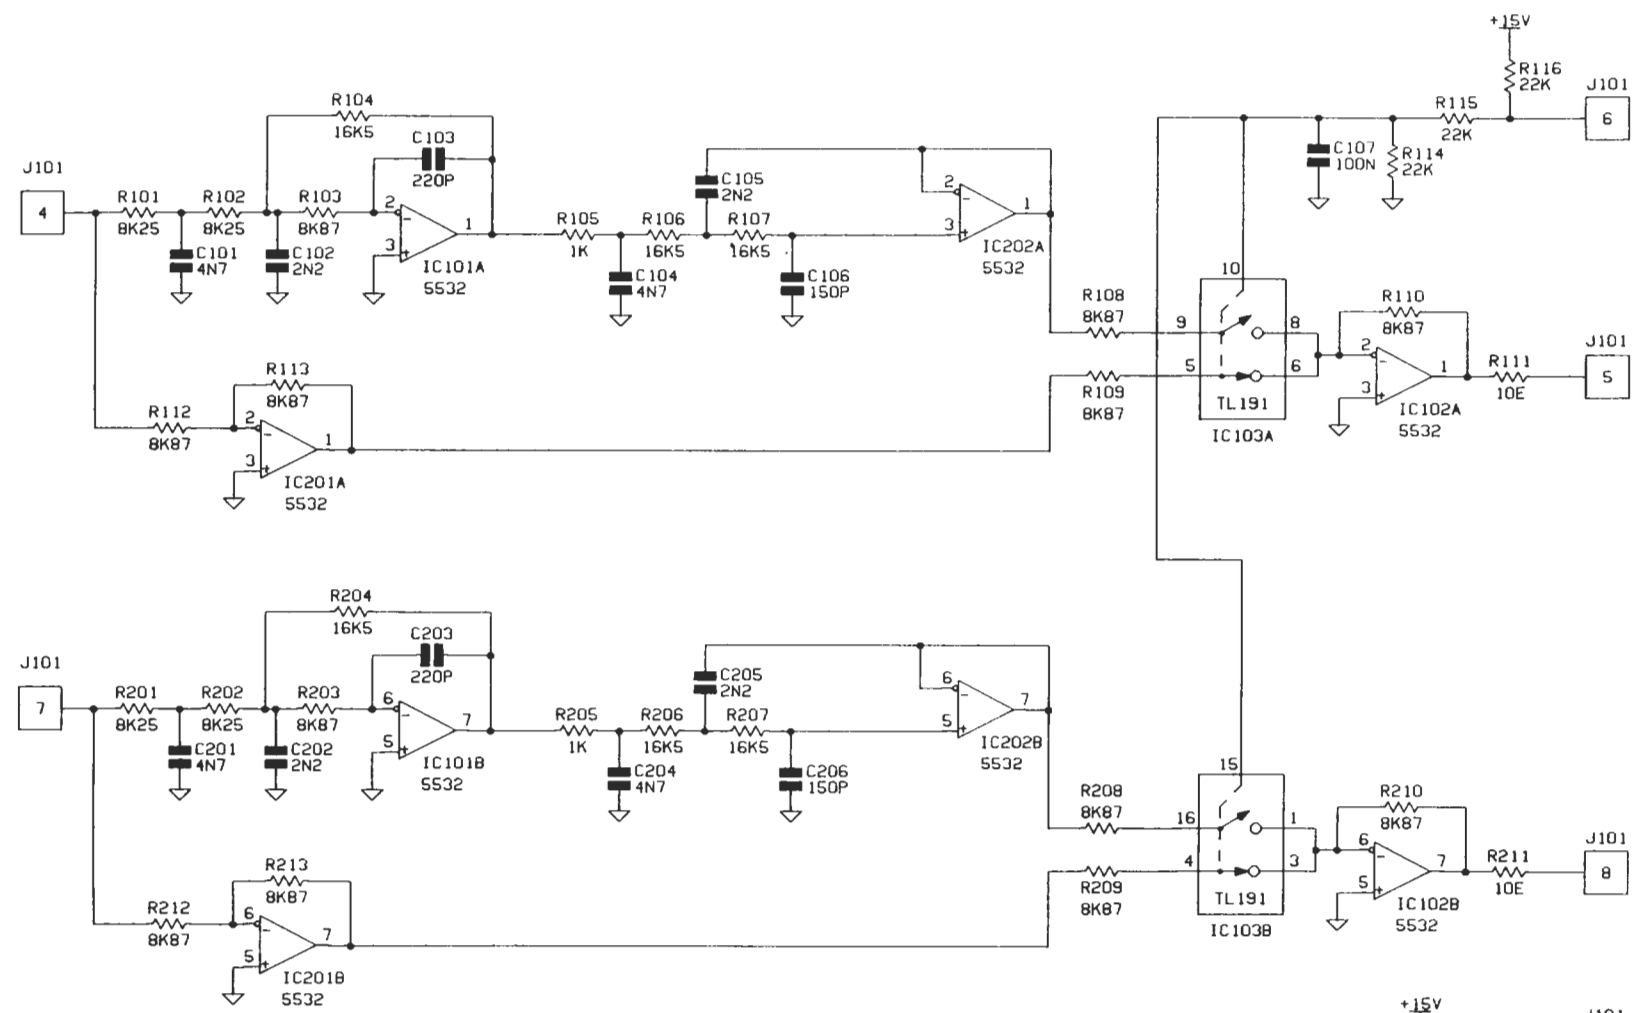 +15V
R116
22K
J101
6
R115
22K
C107
100N
R114
22K
R104
16K5
C103
220P
J101
4
R101
8K25
R102
8K25
R103
8K87
C101
4N7
C102
2N2
2
-
3
+
1
IC101A
5532
R105
1K
R106
16K5
R107
16K5
C105
2N2
C104
4N7
C106
150P
2
-
3
+
1
IC202A
5532
R108
8K87
R109
8K87
10
9
8
5
6
TL191
IC103A
R110
8K87
2
-
3
+
1
IC102A
5532
R111
10E
J101
5
R113
8K87
R112
8K87
2
-
3
+
1
IC201A
5532
R204
16K5
C203
220P
J101
7
R201
8K25
R202
8K25
R203
8K87
C201
4N7
C202
2N2
6
-
5
+
7
IC101B
5532
R205
1K
R206
16K5
R207
16K5
C205
2N2
C204
4N7
C206
150P
6
-
5
+
7
IC202B
5532
R208
8K87
R209
8K87
15
16
1
4
3
TL191
IC103B
R210
8K87
6
-
5
+
7
IC102B
5532
R211
10E
J101
8
R213
8K87
R212
8K87
6
-
5
+
7
IC201B
5532
+15V